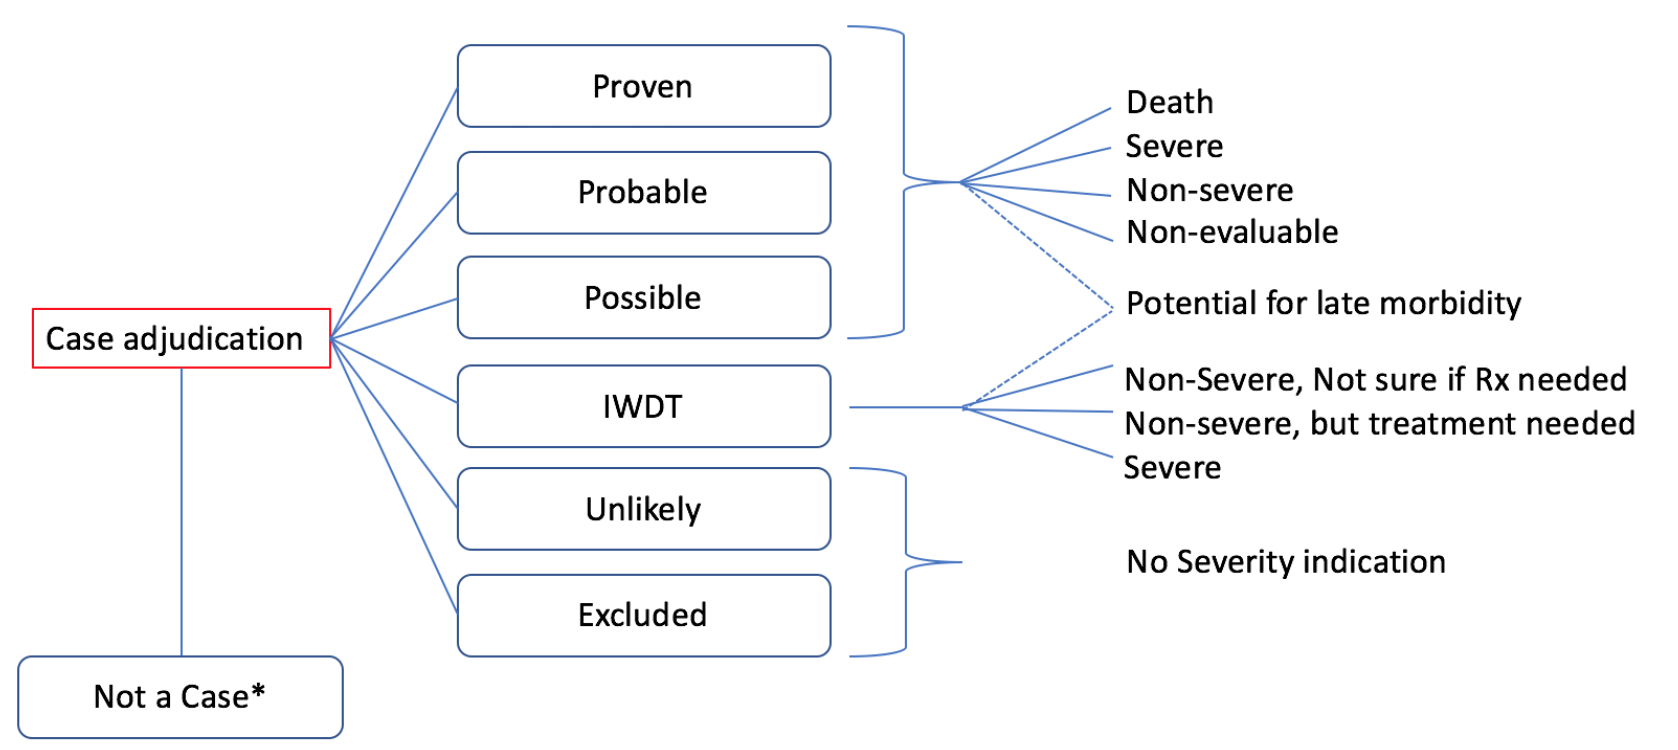 Proven
Probable
Possible
IWDT
Unlikely
Excluded
Case adjudication
Not a Case*
Death
Severe
Non-severe
Non-evaluable
Potential for late morbidity
Non-Severe, Not sure if Rx needed
Non-severe, but treatment needed
Severe
No Severity indication